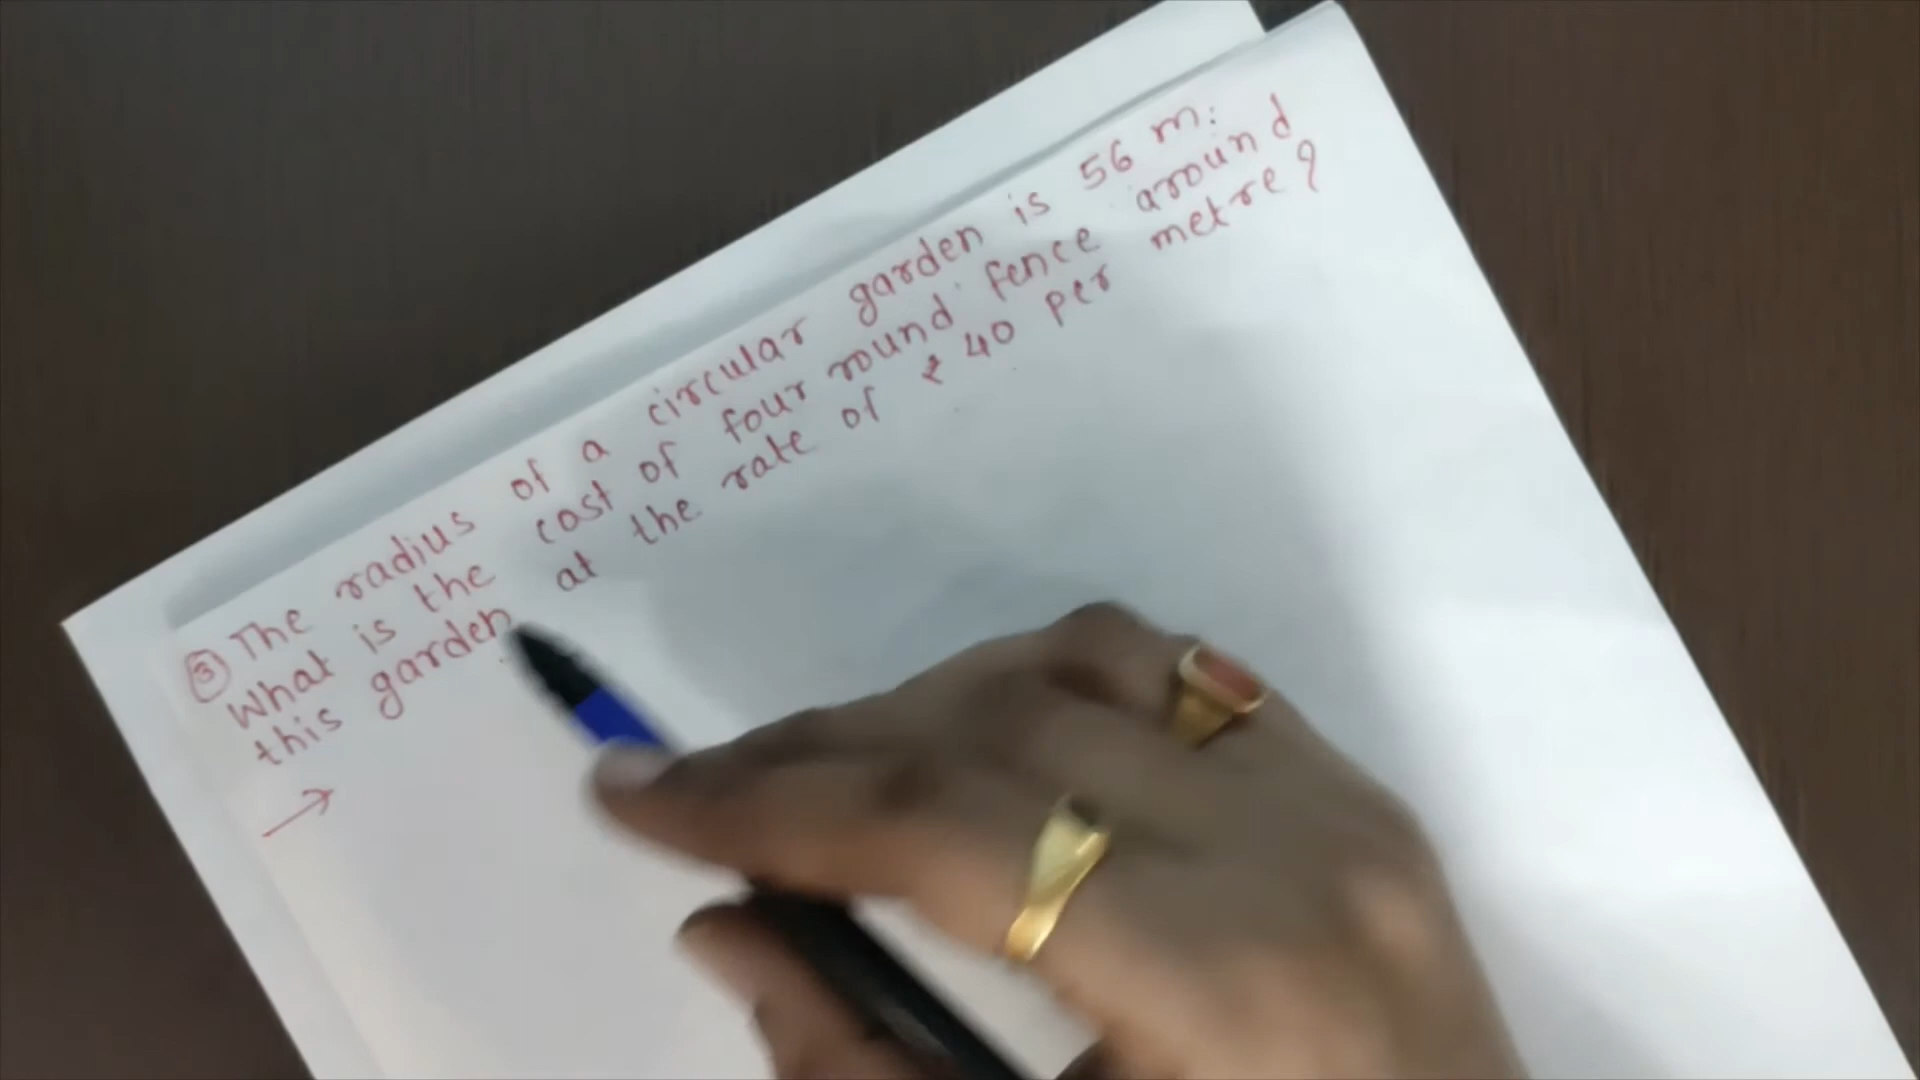 ③ The radius of a circular garden is 56 m.
What is the cost of four round fence around
this garden at the rate of ₹ 40 per metre?
→